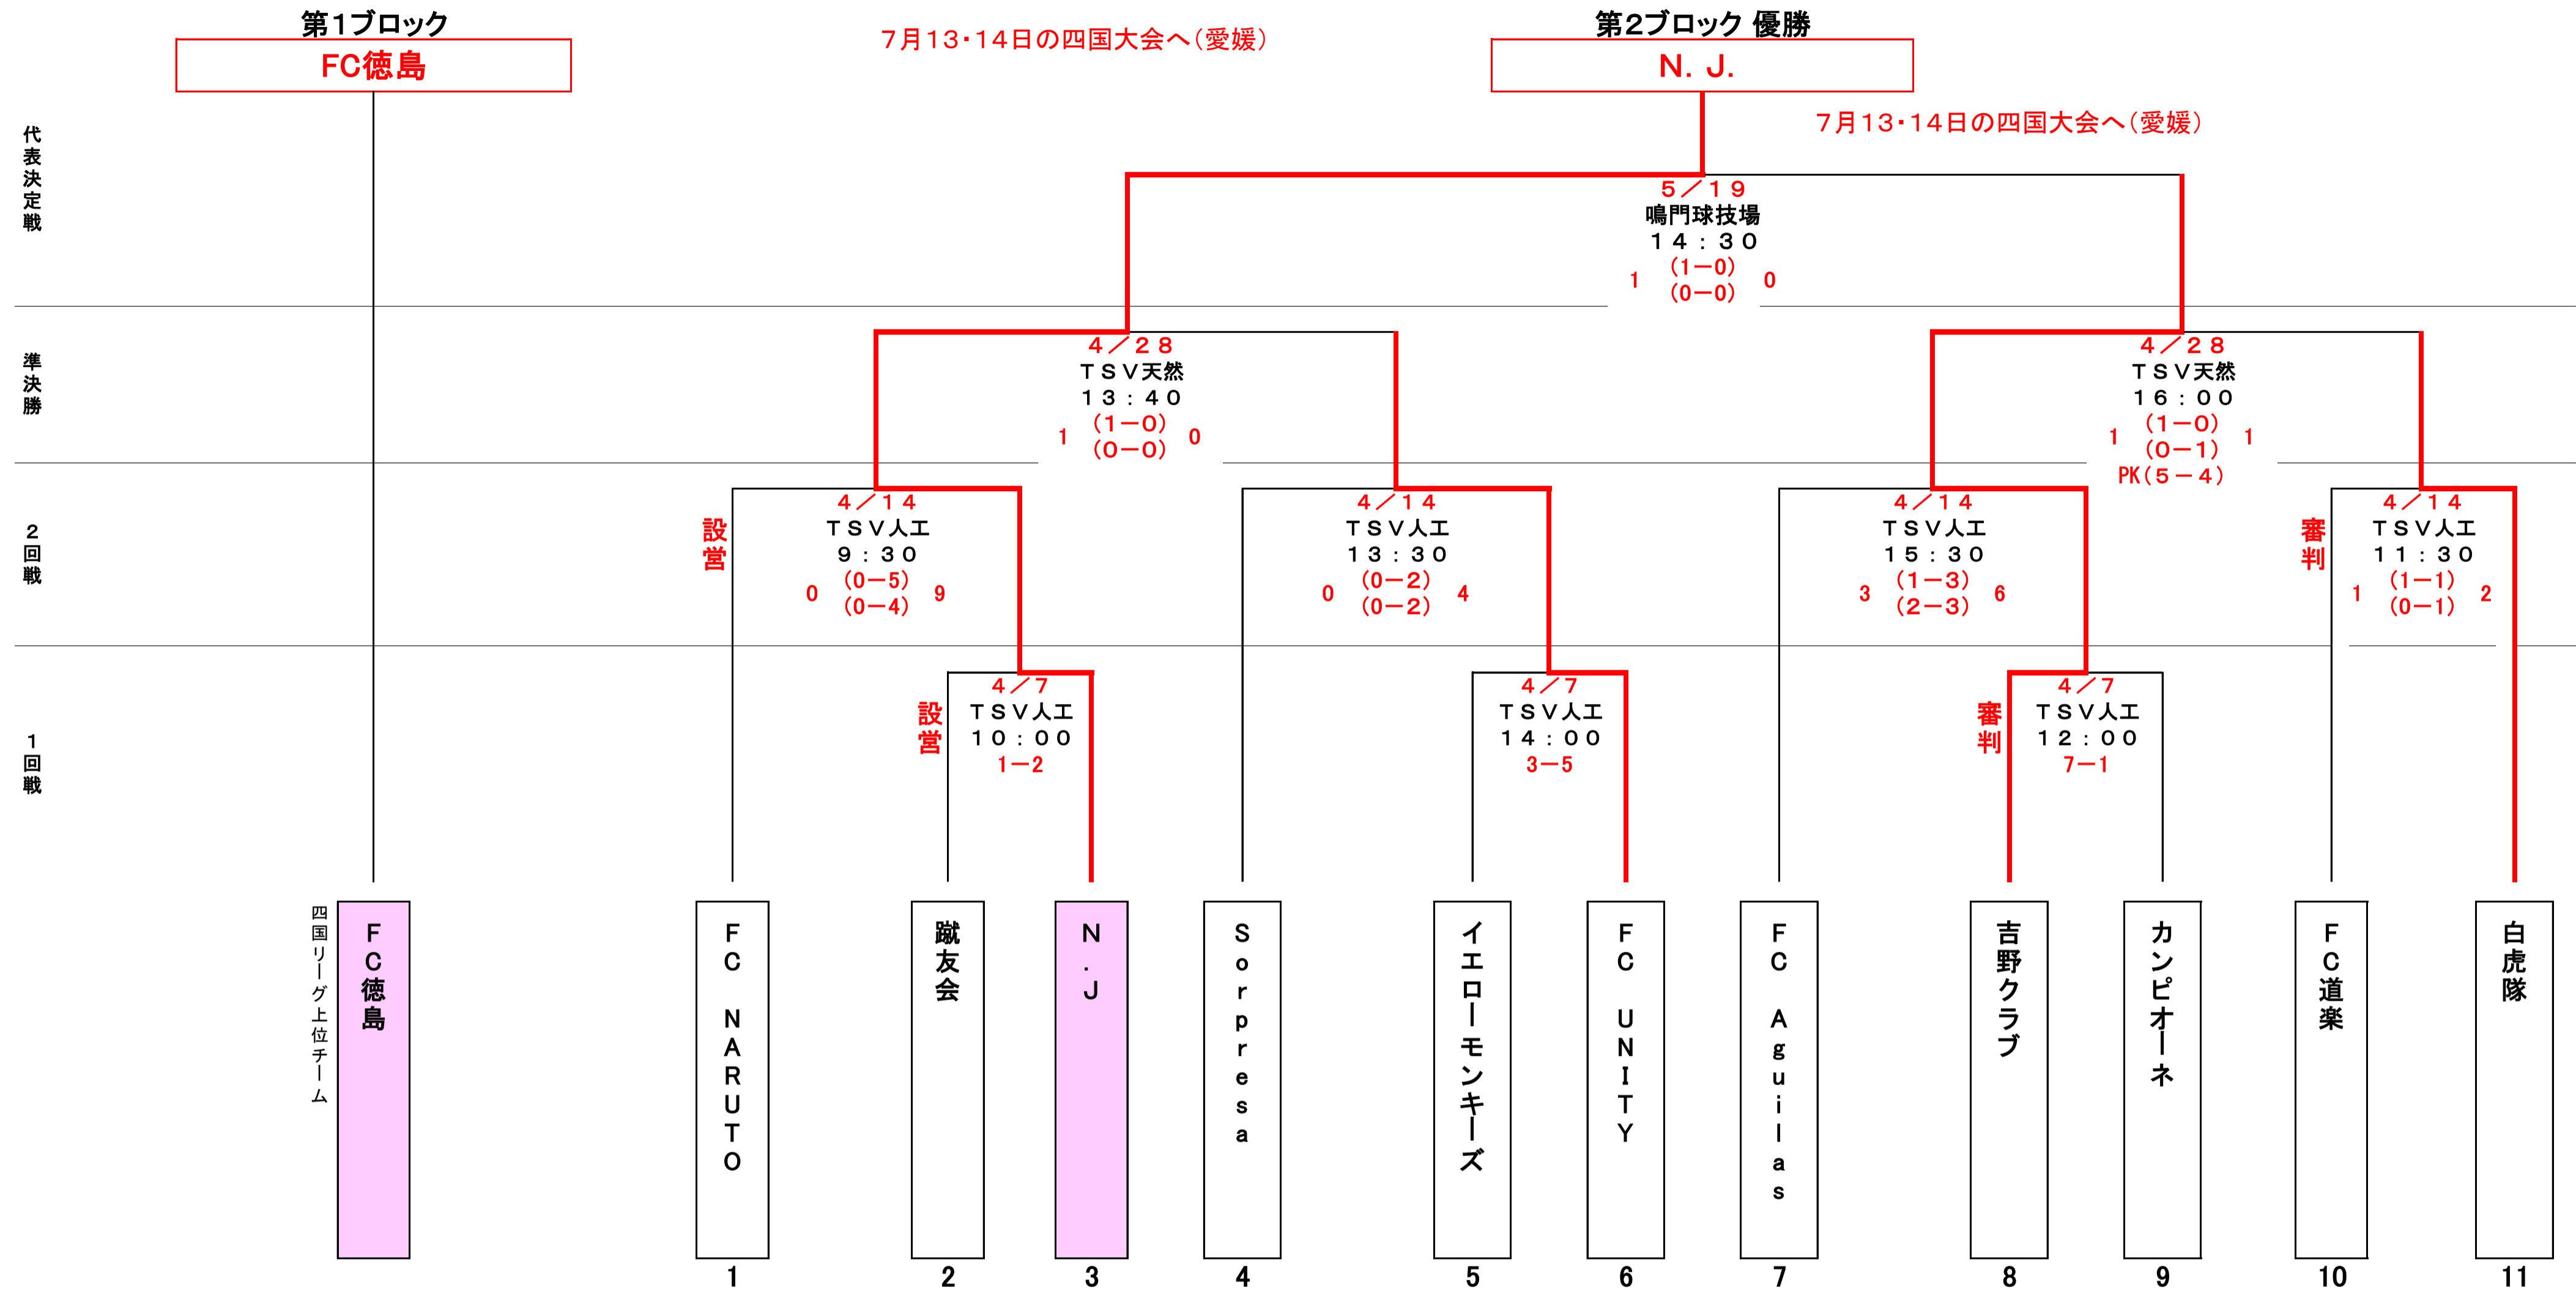 第1ブロック
FC徳島
7月13・14日の四国大会へ(愛媛)
第2ブロック 優勝
N. J.
7月13・14日の四国大会へ(愛媛)
代表決定戦
5/19
鳴門球技場
14:30
1 (1-0) 0
(0-0)
準決勝
4/28
TSV天然
13:40
1 (1-0) 0
(0-0)
4/28
TSV天然
16:00
1 (1-0) 1
(0-1)
PK(5-4)
2回戦
設営
4/14
TSV人工
9:30
0 (0-5) 9
(0-4)
4/14
TSV人工
13:30
0 (0-2) 4
(0-2)
4/14
TSV人工
15:30
3 (1-3) 6
(2-3)
審判
4/14
TSV人工
11:30
1 (1-1) 2
(0-1)
1回戦
設営
4/7
TSV人工
10:00
1-2
4/7
TSV人工
14:00
3-5
審判
4/7
TSV人工
12:00
7-1
四国リーグ上位チーム
FC徳島
FC NARUTO
蹴友会
N.J
Sorpresa
イエローモンキーズ
FC UNITY
FC Aguilas
吉野クラブ
カンピオーネ
FC道楽
白虎隊
1 2 3 4 5 6 7 8 9 10 11